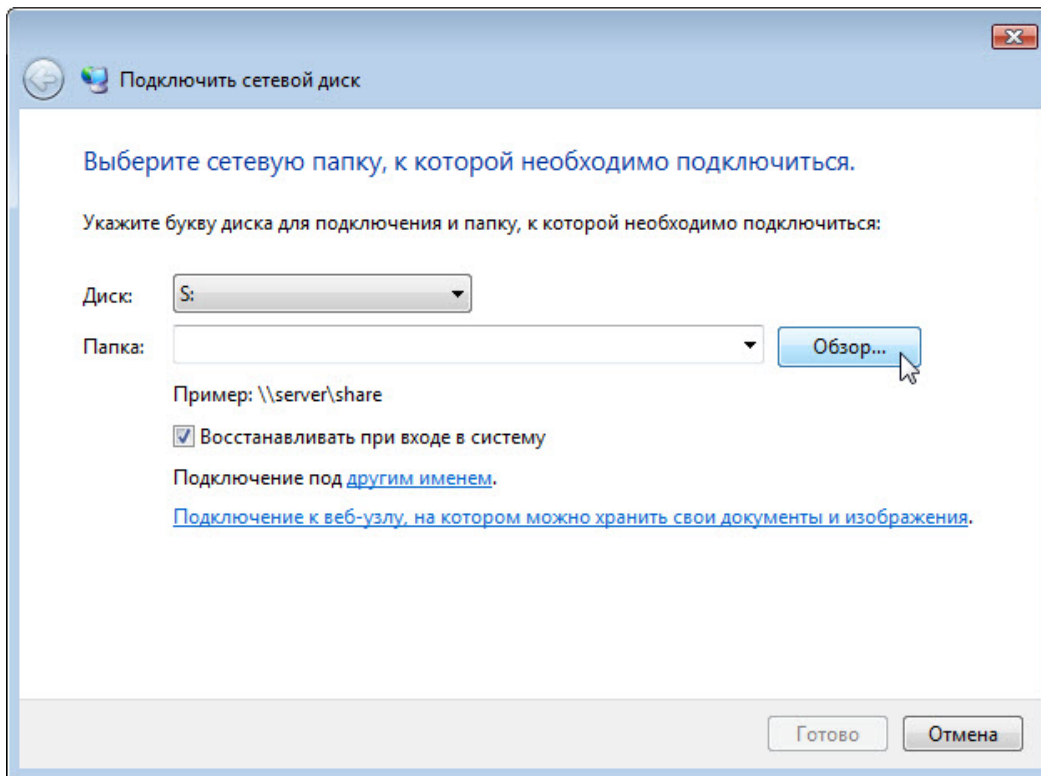 Подключить сетевой диск
Выберите сетевую папку, к которой необходимо подключиться.
Укажите букву диска для подключения и папку, к которой необходимо подключиться:
Диск: S:
Папка: Обзор...
Пример: \\server\share
Восстанавливать при входе в систему
Подключение под другим именем.
Подключение к веб-узлу, на котором можно хранить свои документы и изображения.
Готово Отмена